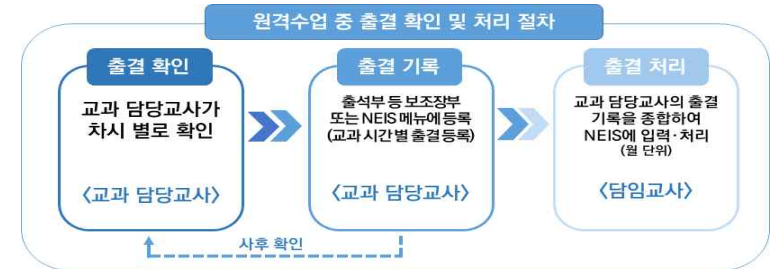 원격수업 중 출결 확인 및 처리 절차
출결 확인
교과 담당교사가
차시 별로 확인
〈교과 담당교사〉
출결 기록
출석부 등 보조장부
또는 NEIS 메뉴에 등록
(교과 시간별 출결 등록)
〈교과 담당교사〉
출결 처리
교과 담당교사의 출결
기록을 종합하여
NEIS에 입력·처리
(월 단위)
〈담임교사〉
사후 확인